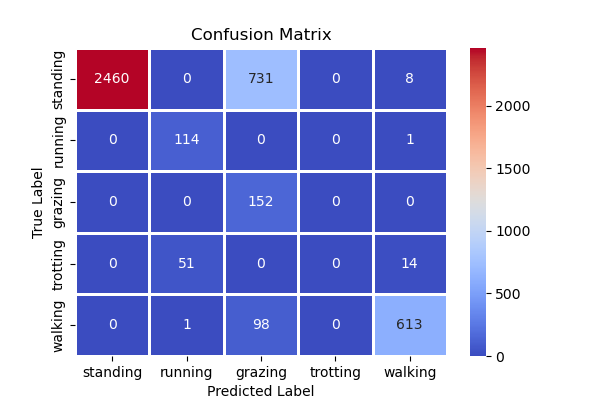 Confusion Matrix
True Label
standing 2460 0 731 0 8
running 0 114 0 0 1
grazing 0 0 152 0 0
trotting 0 51 0 0 14
walking 0 1 98 0 613
standing running grazing trotting walking
Predicted Label
2000
1500
1000
500
0